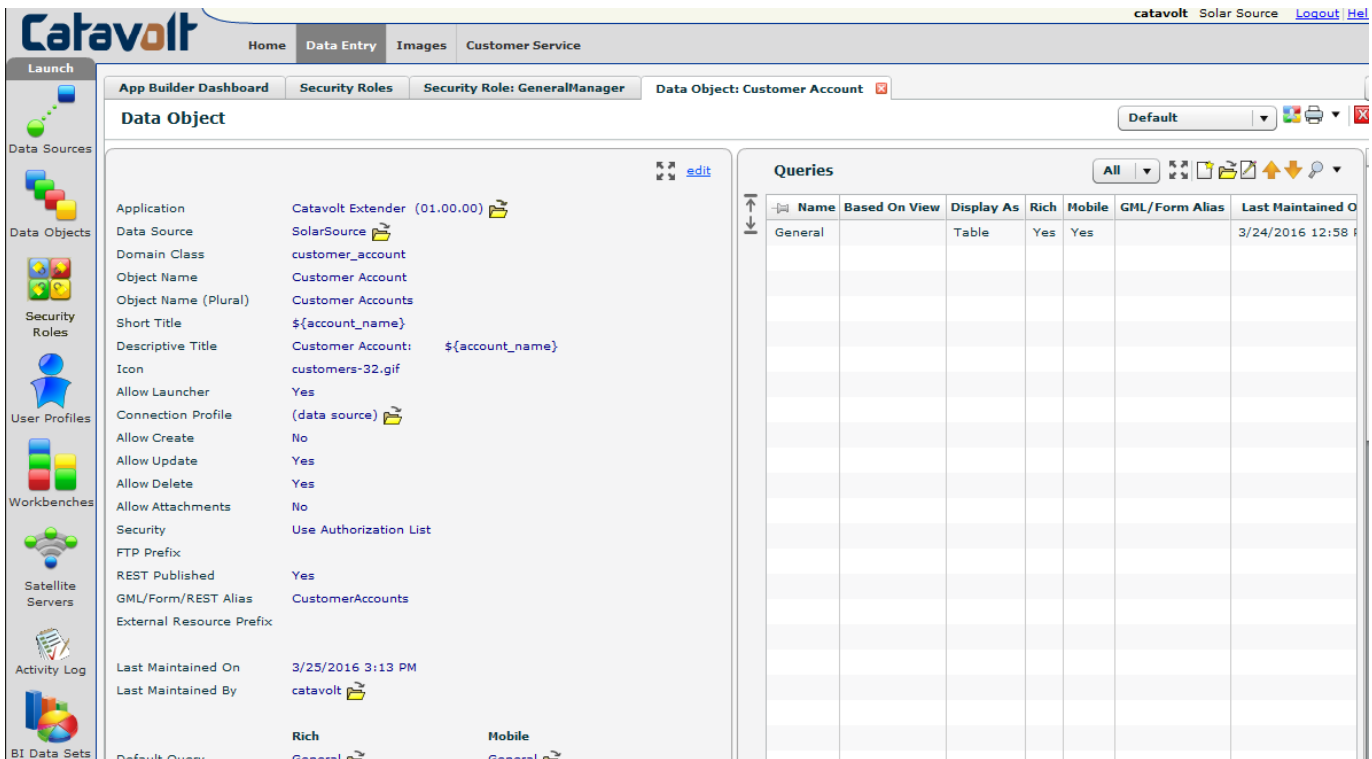 catavolt Solar Source Logout Hel
Catavolt
Home Data Entry Images Customer Service
Launch
App Builder Dashboard Security Roles Security Role: GeneralManager Data Object: Customer Account
Data Object Default
Data Sources
edit
Queries All
Application Catavolt Extender (01.00.00)
Name Based On View Display As Rich Mobile GML/Form Alias Last Maintained O
Data Objects
Data Source SolarSource
General Table Yes Yes 3/24/2016 12:58
Domain Class customer_account
Object Name Customer Account
Object Name (Plural) Customer Accounts
Security Roles
Short Title ${account_name}
Descriptive Title Customer Account: ${account_name}
Icon customers-32.gif
Allow Launcher Yes
User Profiles
Connection Profile (data source)
Allow Create No
Allow Update Yes
Allow Delete Yes
Workbenches
Allow Attachments No
Security Use Authorization List
FTP Prefix
REST Published Yes
Satellite Servers
GML/Form/REST Alias CustomerAccounts
External Resource Prefix
Last Maintained On 3/25/2016 3:13 PM
Activity Log
Last Maintained By catavolt
Rich Mobile
BI Data Sets
Default Query General General